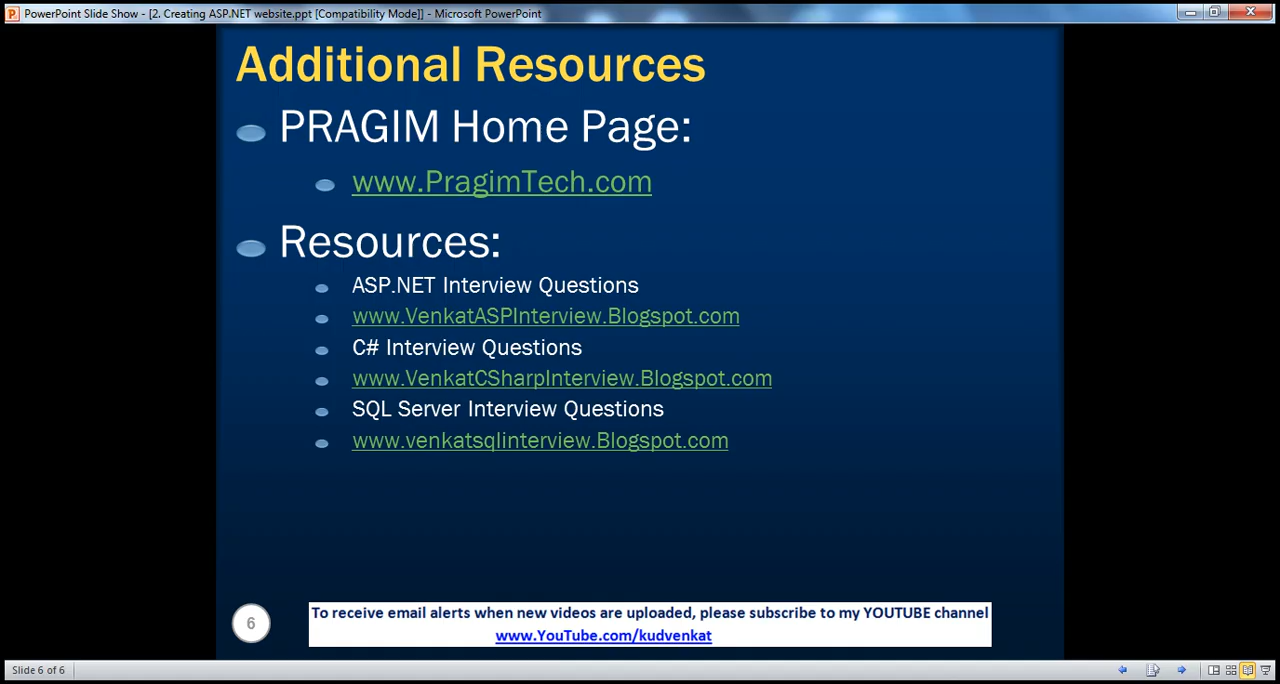 PowerPoint Slide Show - [2. Creating ASP.NET website.ppt [Compatibility Mode]] - Microsoft PowerPoint
Additional Resources
PRAGIM Home Page:
www.PragimTech.com
Resources:
ASP.NET Interview Questions
www.VenkatASPInterview.Blogspot.com
C# Interview Questions
www.VenkatCSharpInterview.Blogspot.com
SQL Server Interview Questions
www.venkatsqlinterview.Blogspot.com
6
To receive email alerts when new videos are uploaded, please subscribe to my YOUTUBE channel
www.YouTube.com/kudvenkat
Slide 6 of 6